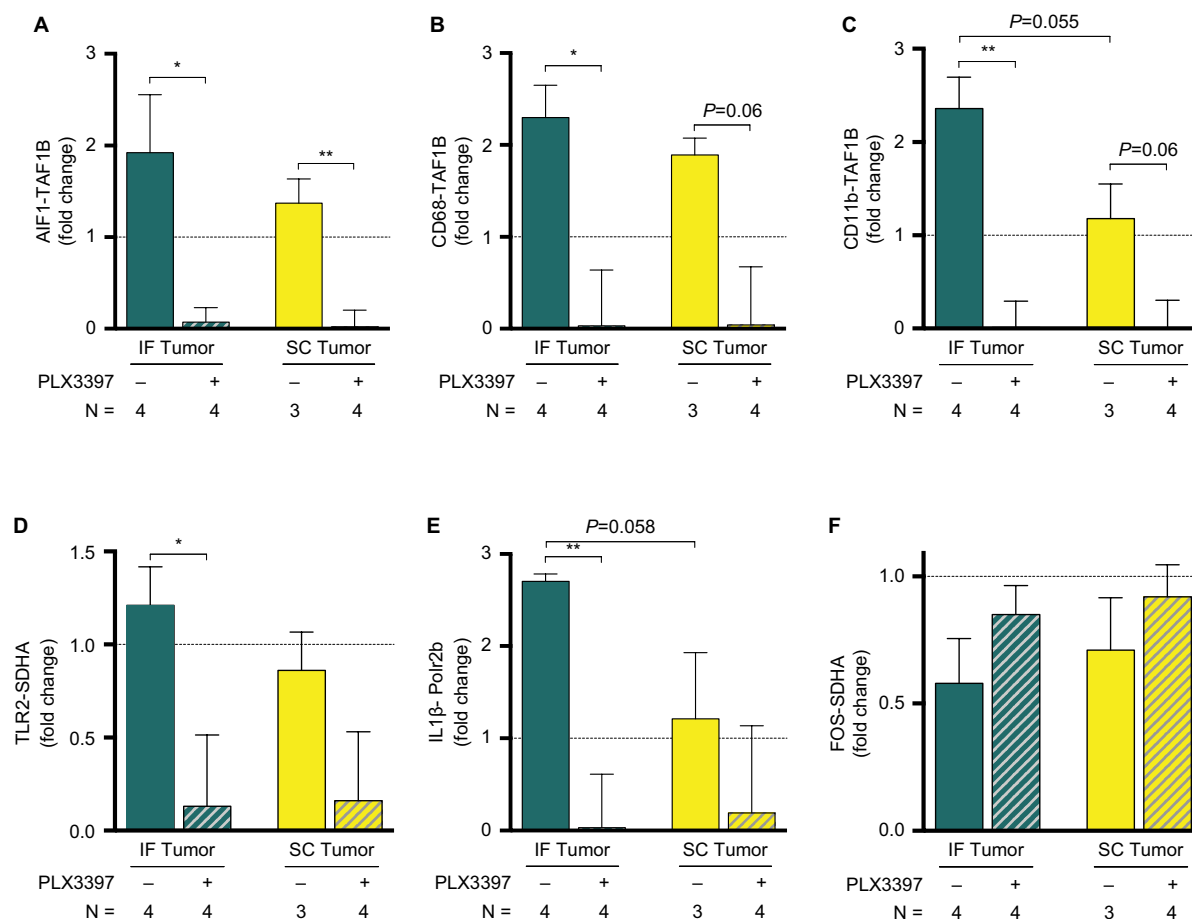 A
AIF1-TAF1B
(fold change)
3
2
1
0
*
**
IF Tumor
SC Tumor
PLX3397
–
+
–
+
N =
4
4
3
4
B
CD68-TAF1B
(fold change)
3
2
1
0
*
P=0.06
IF Tumor
SC Tumor
PLX3397
–
+
–
+
N =
4
4
3
4
C
CD11b-TAF1B
(fold change)
3
2
1
0
P=0.055
**
P=0.06
IF Tumor
SC Tumor
PLX3397
–
+
–
+
N =
4
4
3
4
D
TLR2-SDHA
(fold change)
1.5
1.0
0.5
0.0
*
IF Tumor
SC Tumor
PLX3397
–
+
–
+
N =
4
4
3
4
E
IL1β- Polr2b
(fold change)
3
2
1
0
P=0.058
**
IF Tumor
SC Tumor
PLX3397
–
+
–
+
N =
4
4
3
4
F
FOS-SDHA
(fold change)
1.0
0.5
0.0
IF Tumor
SC Tumor
PLX3397
–
+
–
+
N =
4
4
3
4